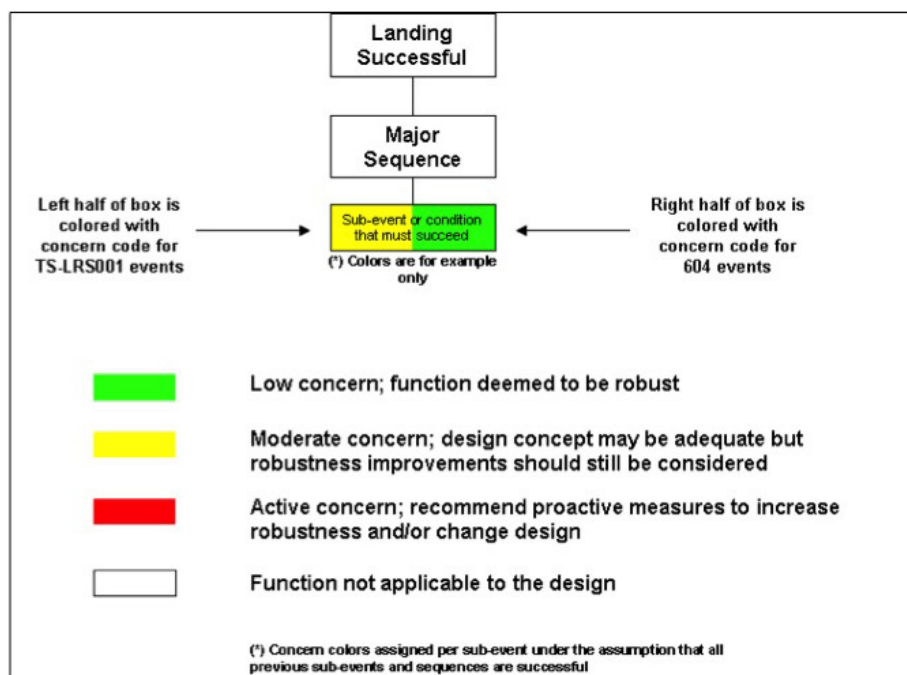 Landing
Successful
Major
Sequence
Left half of box is
colored with
concern code for
TS-LRS001 events
Sub-event or condition
that must succeed
(*) Colors are for example
only
Right half of box is
colored with
concern code for
604 events
Low concern; function deemed to be robust
Moderate concern; design concept may be adequate but
robustness improvements should still be considered
Active concern; recommend proactive measures to increase
robustness and/or change design
Function not applicable to the design
(*) Concern colors assigned per sub-event under the assumption that all
previous sub-events and sequences are successful